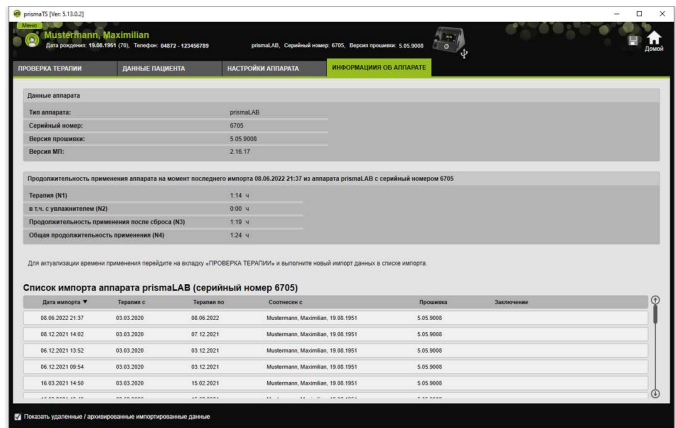 prismaTS [Ver: 5.13.0.2]
Меню
Mustermann, Maximilian
Дата рождения: 19.08.1951 (70), Телефон: 04872 - 123456789
prismaLAB, Серийный номер: 6705, Версия прошивки: 5.05.9008
Домой
ПРОВЕРКА ТЕРАПИИ
ДАННЫЕ ПАЦИЕНТА
НАСТРОЙКИ АППАРАТА
ИНФОРМАЦИИЯ ОБ АППАРАТЕ
Данные аппарата
Тип аппарата: prismaLAB
Серийный номер: 6705
Версия прошивки: 5.05.9008
Версия МП: 2.16.17
Продолжительность применения аппарата на момент последнего импорта 08.06.2022 21:37 из аппарата prismaLAB с серийный номером 6705
Терапия (N1) 1:14 ч
в т.ч. с увлажнителем (N2) 0:00 ч
Продолжительность применения после сброса (N3) 1:19 ч
Общая продолжительность применения (N4) 1:24 ч
Для актуализации времени применения перейдите на вкладку «ПРОВЕРКА ТЕРАПИИ» и выполните новый импорт данных в списке импорта.
Список импорта аппарата prismaLAB (серийный номер 6705)
Дата импорта ▼ Терапия с Терапия по Соотнесен с Прошивка Заключение
08.06.2022 21:37 03.03.2020 08.06.2022 Mustermann, Maximilian, 19.08.1951 5.05.9008
08.12.2021 14:02 03.03.2020 07.12.2021 Mustermann, Maximilian, 19.08.1951 5.05.9008
06.12.2021 13:52 03.03.2020 03.12.2021 Mustermann, Maximilian, 19.08.1951 5.05.9008
06.12.2021 09:54 03.03.2020 03.12.2021 Mustermann, Maximilian, 19.08.1951 5.05.9008
16.03.2021 14:50 03.03.2020 15.02.2021 Mustermann, Maximilian, 19.08.1951 5.05.9008
Показать удаленные / архивированные импортированные данные